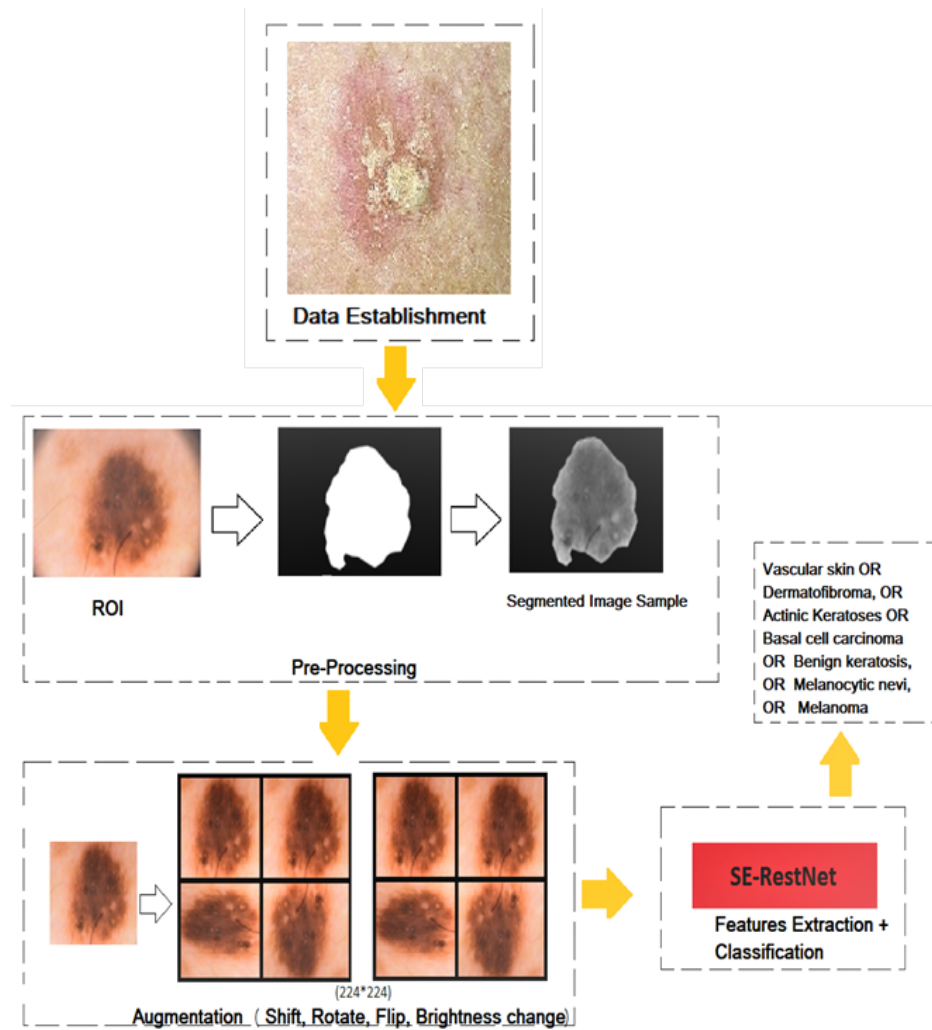 Data Establishment
ROI
Segmented Image Sample
Pre-Processing
(224*224)
Augmentation ( Shift, Rotate, Flip, Brightness change)
SE-RestNet
Features Extraction +
Classification
Vascular skin OR
Dermatofibroma, OR
Actinic Keratoses OR
Basal cell carcinoma
OR Benign keratosis,
OR Melanocytic nevi,
OR Melanoma